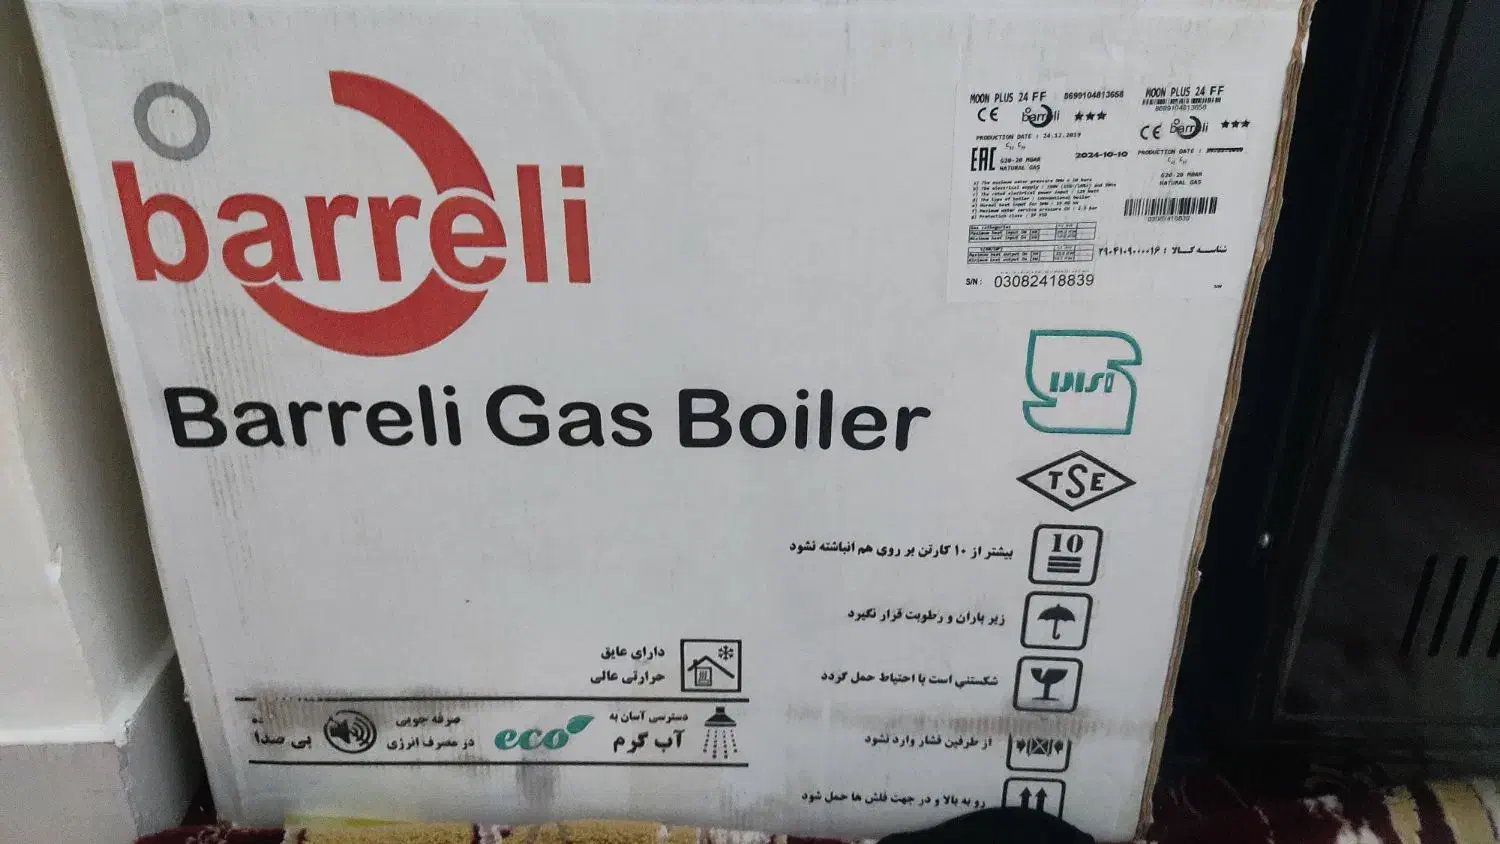 barreli
Barreli Gas Boiler
MOON PLUS 24 FF 8699104813658
CE barreli ★★★
PRODUCTION DATE : 24.12.2019
EAC G20-20 MBAR
NATURAL GAS
2024-10-10
S/N : 03082418839
MOON PLUS 24 FF
8699104813658
CE barreli ★★★
PRODUCTION DATE :
G20-20 MBAR
NATURAL GAS
03082418839
شناسه کالا : ۲۹۰۴۱۰۹۰۰۰۰۱۶
TSE
10
بیشتر از ۱۰ کارتن بر روی هم انباشته نشود
زیر باران و رطوبت قرار نگیرد
شکستنی است با احتیاط حمل گردد
از طرفین فشار وارد نشود
رو به بالا و در جهت فلش ها حمل شود
دارای عایق
حرارتی عالی
دسترسی آسان به
آب گرم
eco
صرفه جویی
در مصرف انرژی
بی صدا